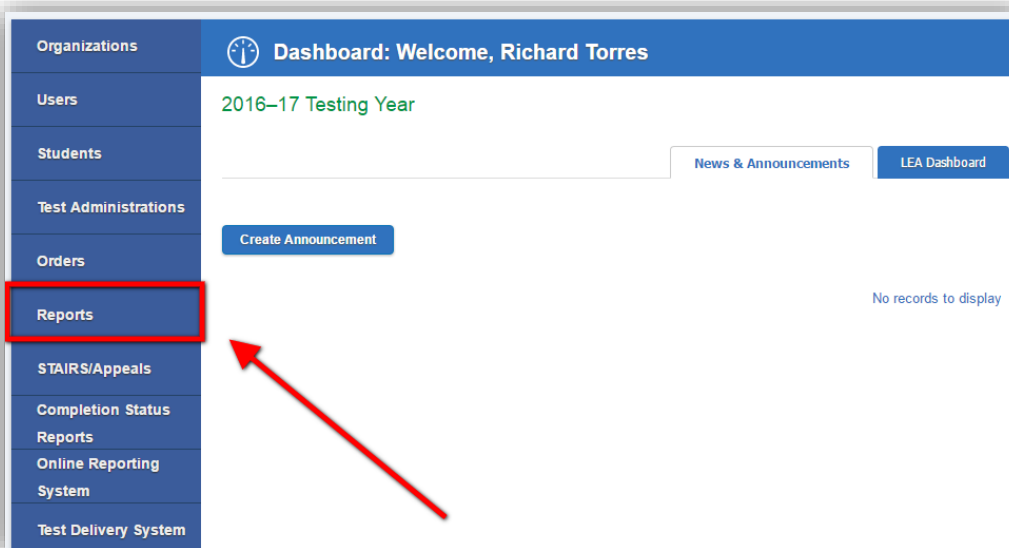 Organizations
Users
Students
Test Administrations
Orders
Reports
STAIRS/Appeals
Completion Status
Reports
Online Reporting
System
Test Delivery System
Dashboard: Welcome, Richard Torres
2016–17 Testing Year
News & Announcements
LEA Dashboard
Create Announcement
No records to display